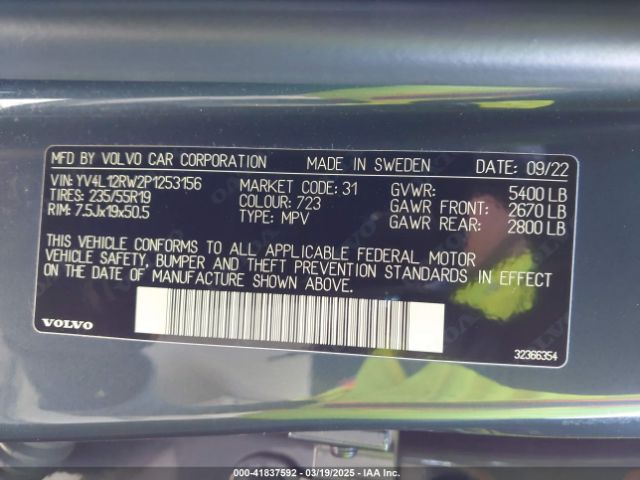 MFD BY VOLVO CAR CORPORATION MADE IN SWEDEN DATE: 09/22
VIN: YV4L12RW2P1253156 MARKET CODE: 31 GVWR: 5400 LB
TIRES: 235/55R19 COLOUR: 723 GAWR FRONT: 2670 LB
RIM: 7.5Jx19x50.5 TYPE: MPV GAWR REAR: 2800 LB
THIS VEHICLE CONFORMS TO ALL APPLICABLE FEDERAL MOTOR
VEHICLE SAFETY, BUMPER AND THEFT PREVENTION STANDARDS IN EFFECT
ON THE DATE OF MANUFACTURE SHOWN ABOVE.
VOLVO
32366354
000-41837592 | 03/19/2025 | IAA Inc.